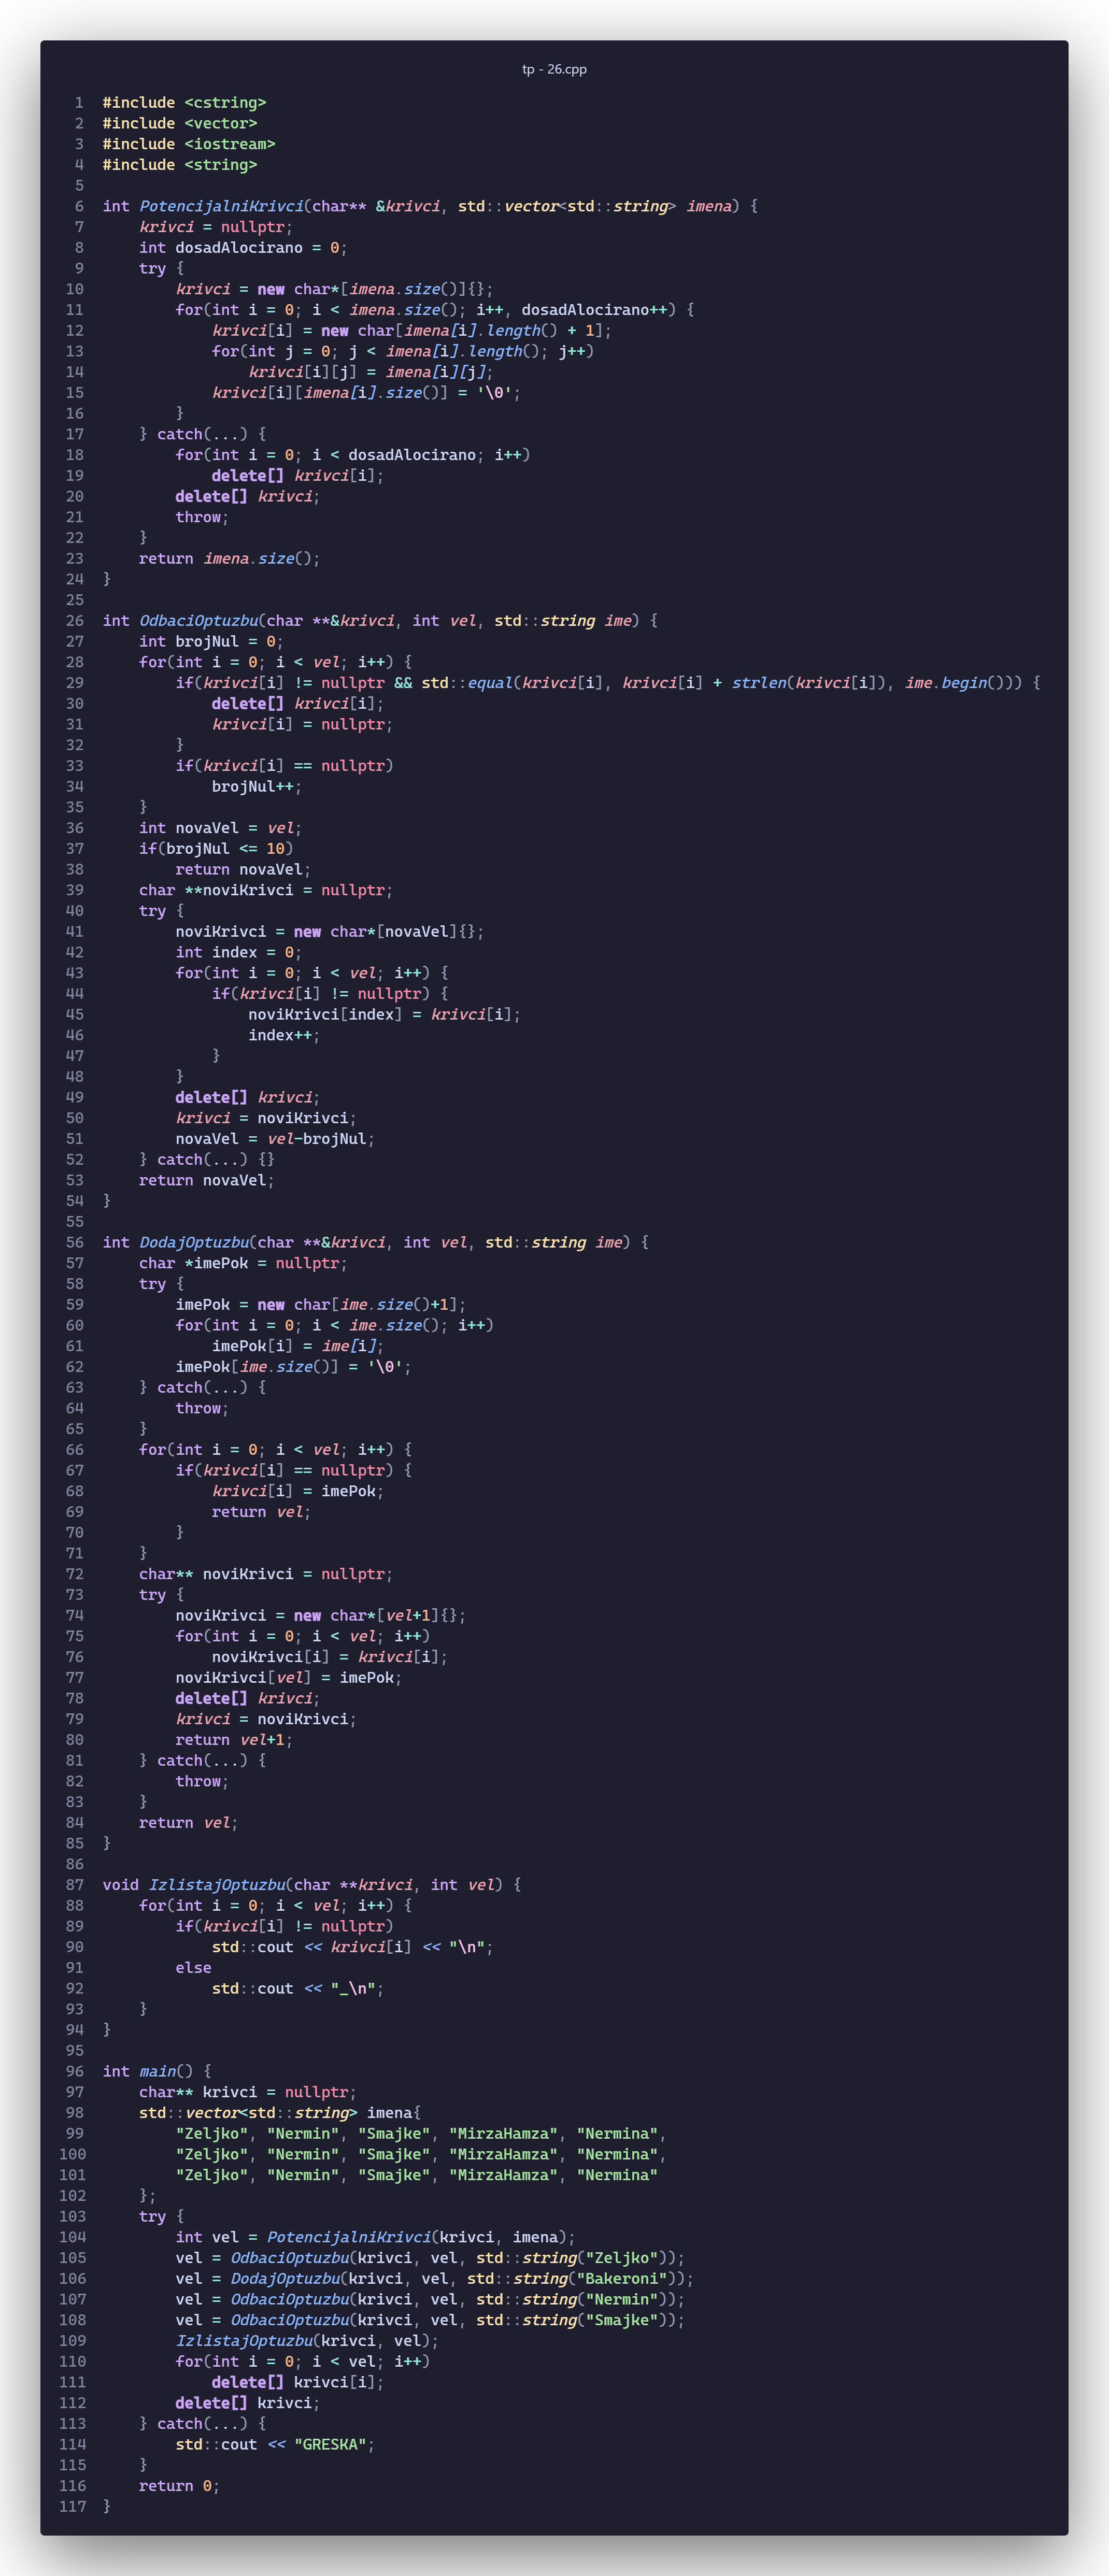 tp - 26.cpp
1 #include <cstring>
2 #include <vector>
3 #include <iostream>
4 #include <string>
5
6 int PotencijalniKrivci(char** &krivci, std::vector<std::string> imena) {
7     krivci = nullptr;
8     int dosadAlocirano = 0;
9     try {
10         krivci = new char*[imena.size()]{};
11         for(int i = 0; i < imena.size(); i++, dosadAlocirano++) {
12             krivci[i] = new char[imena[i].length() + 1];
13             for(int j = 0; j < imena[i].length(); j++)
14                 krivci[i][j] = imena[i][j];
15             krivci[i][imena[i].size()] = '\0';
16         }
17     } catch(...) {
18         for(int i = 0; i < dosadAlocirano; i++)
19             delete[] krivci[i];
20         delete[] krivci;
21         throw;
22     }
23     return imena.size();
24 }
25
26 int OdbaciOptuzbu(char **&krivci, int vel, std::string ime) {
27     int brojNul = 0;
28     for(int i = 0; i < vel; i++) {
29         if(krivci[i] != nullptr && std::equal(krivci[i], krivci[i] + strlen(krivci[i]), ime.begin())) {
30             delete[] krivci[i];
31             krivci[i] = nullptr;
32         }
33         if(krivci[i] == nullptr)
34             brojNul++;
35     }
36     int novaVel = vel;
37     if(brojNul <= 10)
38         return novaVel;
39     char **noviKrivci = nullptr;
40     try {
41         noviKrivci = new char*[novaVel]{};
42         int index = 0;
43         for(int i = 0; i < vel; i++) {
44             if(krivci[i] != nullptr) {
45                 noviKrivci[index] = krivci[i];
46                 index++;
47             }
48         }
49         delete[] krivci;
50         krivci = noviKrivci;
51         novaVel = vel-brojNul;
52     } catch(...) {}
53     return novaVel;
54 }
55
56 int DodajOptuzbu(char **&krivci, int vel, std::string ime) {
57     char *imePok = nullptr;
58     try {
59         imePok = new char[ime.size()+1];
60         for(int i = 0; i < ime.size(); i++)
61             imePok[i] = ime[i];
62         imePok[ime.size()] = '\0';
63     } catch(...) {
64         throw;
65     }
66     for(int i = 0; i < vel; i++) {
67         if(krivci[i] == nullptr) {
68             krivci[i] = imePok;
69             return vel;
70         }
71     }
72     char** noviKrivci = nullptr;
73     try {
74         noviKrivci = new char*[vel+1]{};
75         for(int i = 0; i < vel; i++)
76             noviKrivci[i] = krivci[i];
77         noviKrivci[vel] = imePok;
78         delete[] krivci;
79         krivci = noviKrivci;
80         return vel+1;
81     } catch(...) {
82         throw;
83     }
84     return vel;
85 }
86
87 void IzlistajOptuzbu(char **krivci, int vel) {
88     for(int i = 0; i < vel; i++) {
89         if(krivci[i] != nullptr)
90             std::cout << krivci[i] << "\n";
91         else
92             std::cout << "_\n";
93     }
94 }
95
96 int main() {
97     char** krivci = nullptr;
98     std::vector<std::string> imena{
99         "Zeljko", "Nermin", "Smajke", "MirzaHamza", "Nermina",
100         "Zeljko", "Nermin", "Smajke", "MirzaHamza", "Nermina",
101         "Zeljko", "Nermin", "Smajke", "MirzaHamza", "Nermina"
102     };
103     try {
104         int vel = PotencijalniKrivci(krivci, imena);
105         vel = OdbaciOptuzbu(krivci, vel, std::string("Zeljko"));
106         vel = DodajOptuzbu(krivci, vel, std::string("Bakeroni"));
107         vel = OdbaciOptuzbu(krivci, vel, std::string("Nermin"));
108         vel = OdbaciOptuzbu(krivci, vel, std::string("Smajke"));
109         IzlistajOptuzbu(krivci, vel);
110         for(int i = 0; i < vel; i++)
111             delete[] krivci[i];
112         delete[] krivci;
113     } catch(...) {
114         std::cout << "GRESKA";
115     }
116     return 0;
117 }